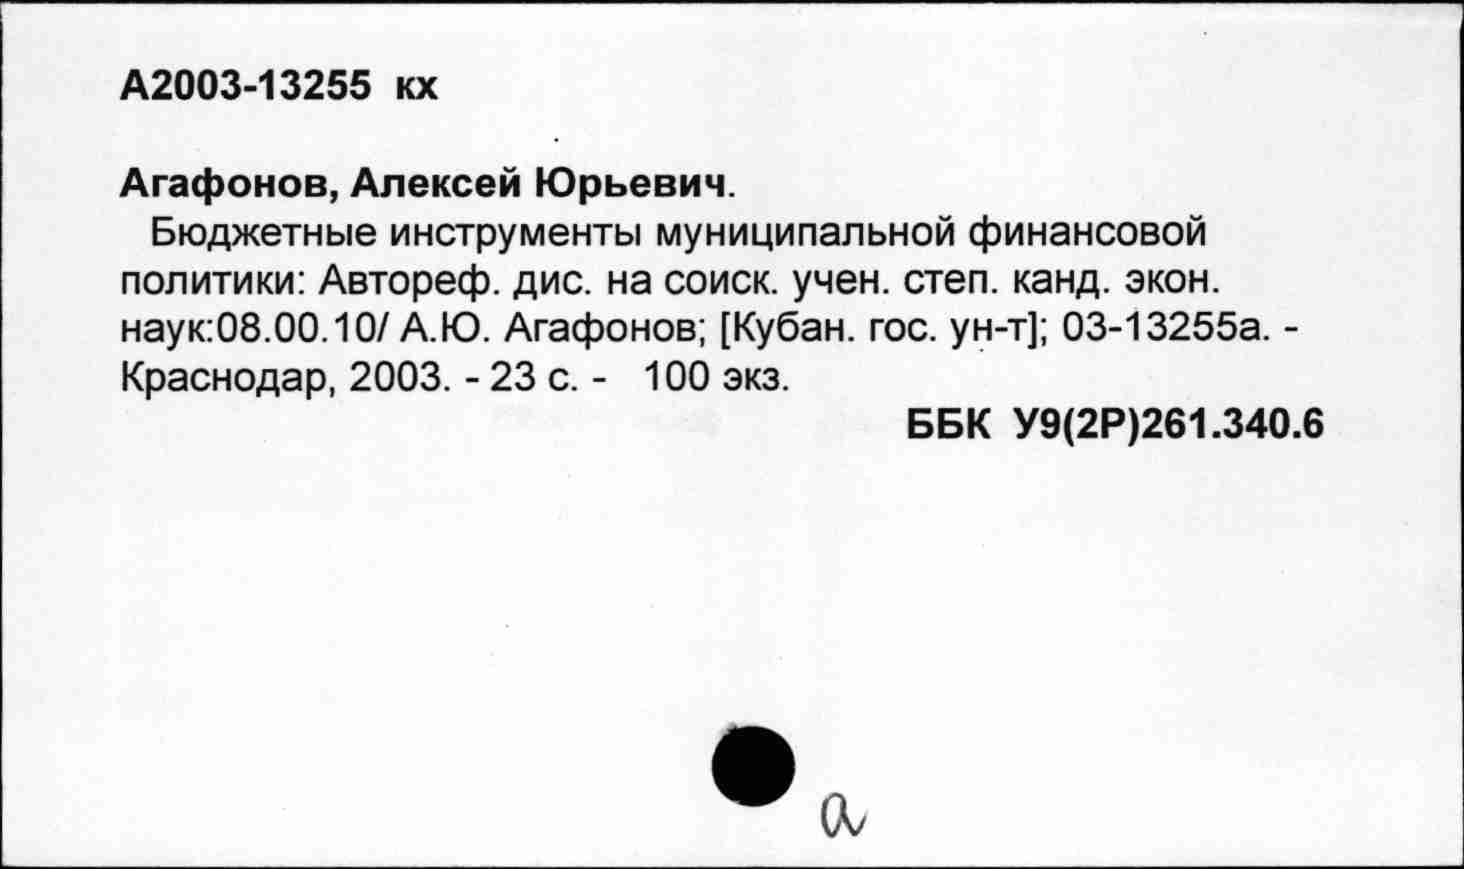 А2003-13255 кх
Агафонов, Алексей Юрьевич.
Бюджетные инструменты муниципальной финансовой
политики: Автореф. дис. на соиск. учен. степ. канд. экон.
наук:08.00.10/ А.Ю. Агафонов; [Кубан. гос. ун-т]; 03-13255а. -
Краснодар, 2003. - 23 с. - 100 экз.
ББК У9(2Р)261.340.6
а